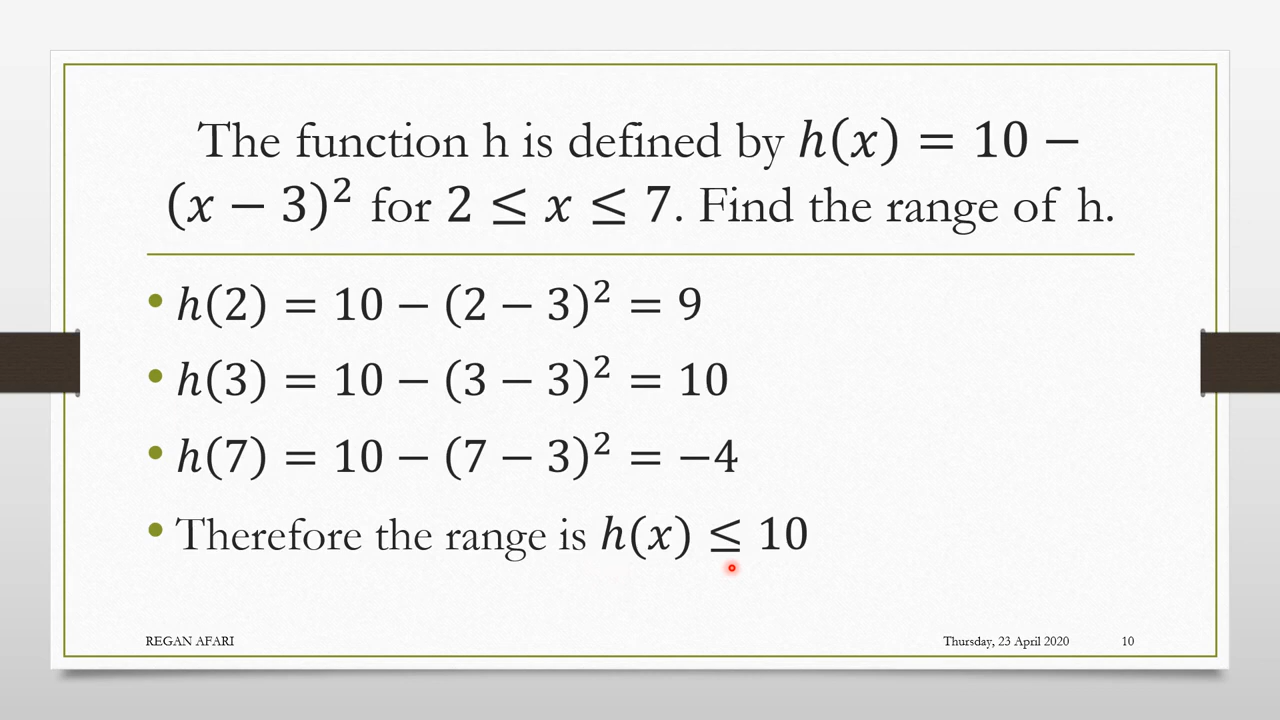 The function h is defined by h(x) = 10 −
(x − 3)² for 2 ≤ x ≤ 7. Find the range of h.
• h(2) = 10 − (2 − 3)² = 9
• h(3) = 10 − (3 − 3)² = 10
• h(7) = 10 − (7 − 3)² = −4
• Therefore the range is h(x) ≤ 10
REGAN AFARI Thursday, 23 April 2020 10